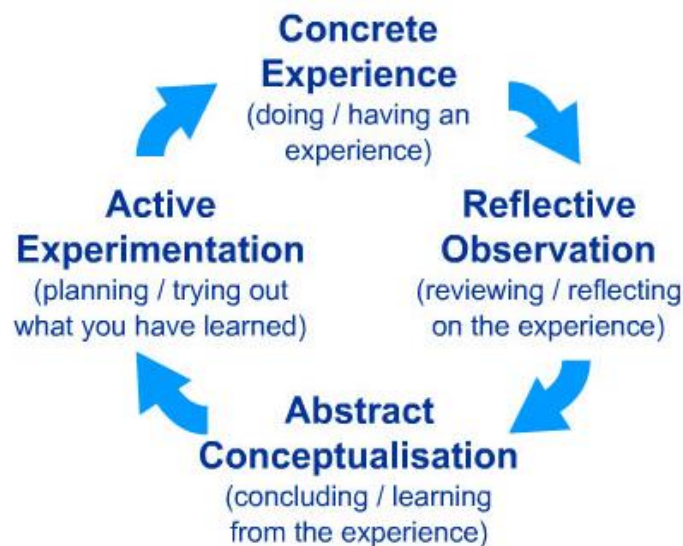 Concrete
Experience
(doing / having an
experience)
Reflective
Observation
(reviewing / reflecting
on the experience)
Abstract
Conceptualisation
(concluding / learning
from the experience)
Active
Experimentation
(planning / trying out
what you have learned)